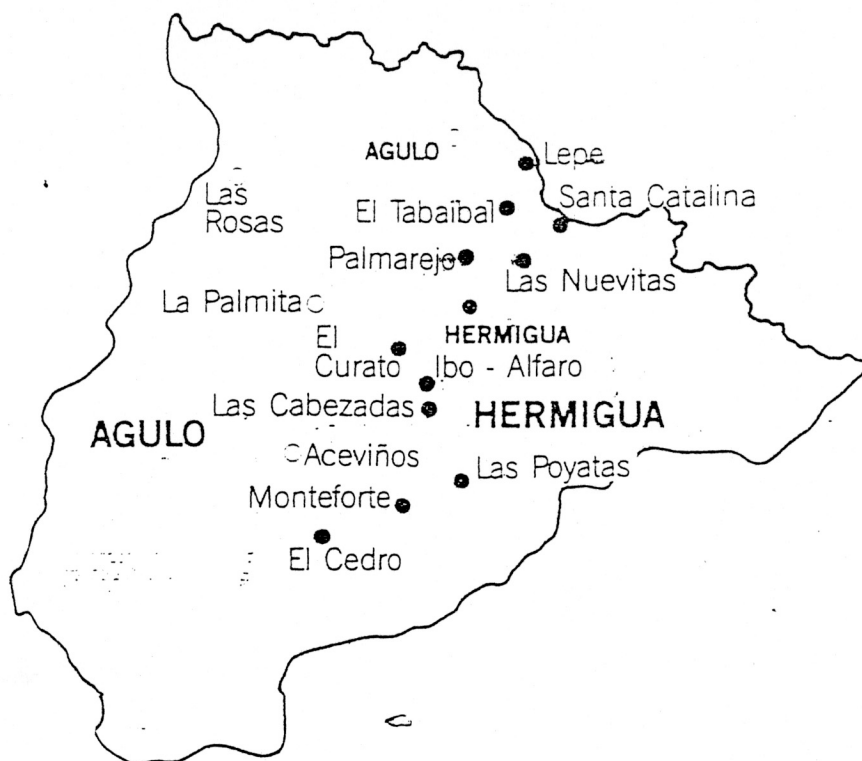 AGULO
Lepe
Las
Rosas
El Tabaibal
Santa Catalina
Palmarejo
Las Nuevitas
La Palmita
HERMIGUA
El
Curato
Ibo - Alfaro
Las Cabezadas
AGULO
HERMIGUA
Aceviños
Las Poyatas
Monteforte
El Cedro